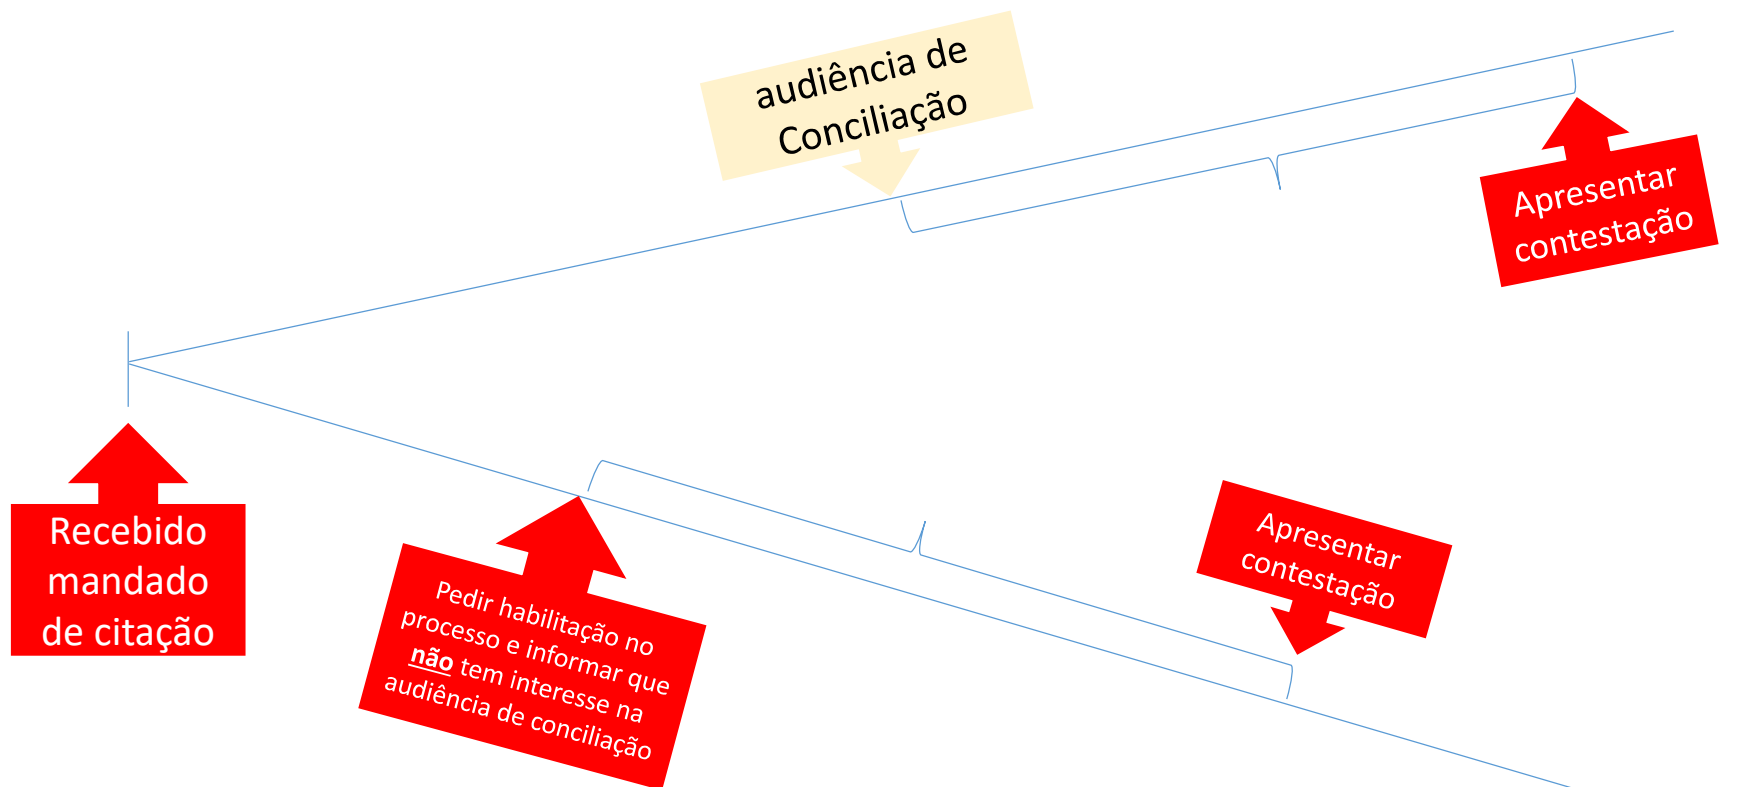 audiência de
Conciliação
Apresentar
contestação
Recebido
mandado
de citação
Pedir habilitação no
processo e informar que
não tem interesse na
audiência de conciliação
Apresentar
contestação